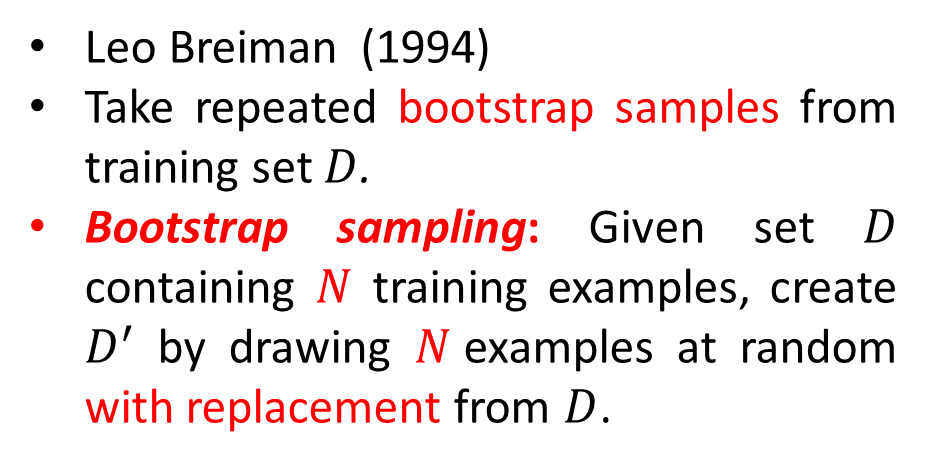 • Leo Breiman (1994)
• Take repeated bootstrap samples from
training set D.
• Bootstrap sampling: Given set D
containing N training examples, create
D′ by drawing N examples at random
with replacement from D.